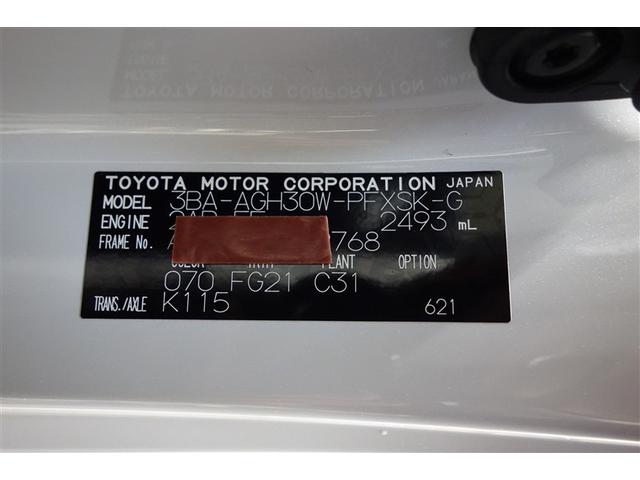 TOYOTA MOTOR CORPORATION JAPAN
MODEL 3BA-AGH30W-PFXSK-G
ENGINE 2493 mL
FRAME No. 768
PLANT OPTION
070 FG21 C31
TRANS./AXLE K115 621